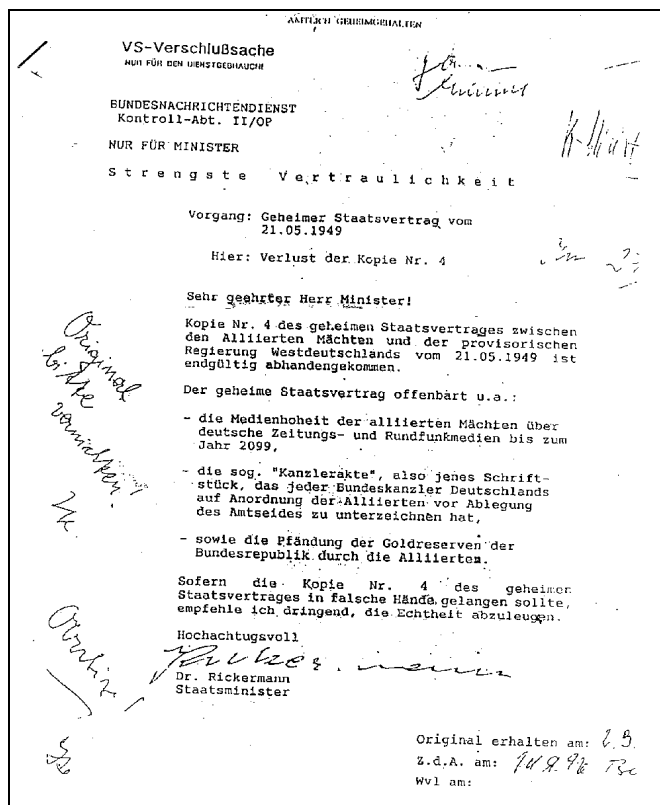 AMTLICH GEHEIMGEHALTEN
VS-Verschlußsache
NUR FÜR DEN DIENSTGEBRAUCH
BUNDESNACHRICHTENDIENST
Kontroll-Abt. II/OP
NUR FÜR MINISTER
Strengste Vertraulichkeit
Vorgang: Geheimer Staatsvertrag vom
21.05.1949
Hier: Verlust der Kopie Nr. 4
Sehr geehrter Herr Minister!
Kopie Nr. 4 des geheimen Staatsvertrages zwischen
den Alliierten Mächten und der provisorischen
Regierung Westdeutschlands vom 21.05.1949 ist
endgültig abhandengekommen.
Der geheime Staatsvertrag offenbart u.a.:
- die Medienhoheit der alliierten Mächten über
deutsche Zeitungs- und Rundfunkmedien bis zum
Jahr 2099,
- die sog. "Kanzlerakte", also jenes Schrift-
stück, das jeder Bundeskanzler Deutschlands
auf Anordnung der Alliierten vor Ablegung
des Amtseides zu unterzeichnen hat,
- sowie die Pfändung der Goldreserven der
Bundesrepublik durch die Alliierten.
Sofern die Kopie Nr. 4 des geheimen
Staatsvertrages in falsche Hände gelangen sollte,
empfehle ich dringend, die Echtheit abzuleugen.
Hochachtugsvoll
Dr. Rickermann
Staatsminister
Original
bitte
vernichten!
Original erhalten am:
Z.d.A. am:
Wvl am: